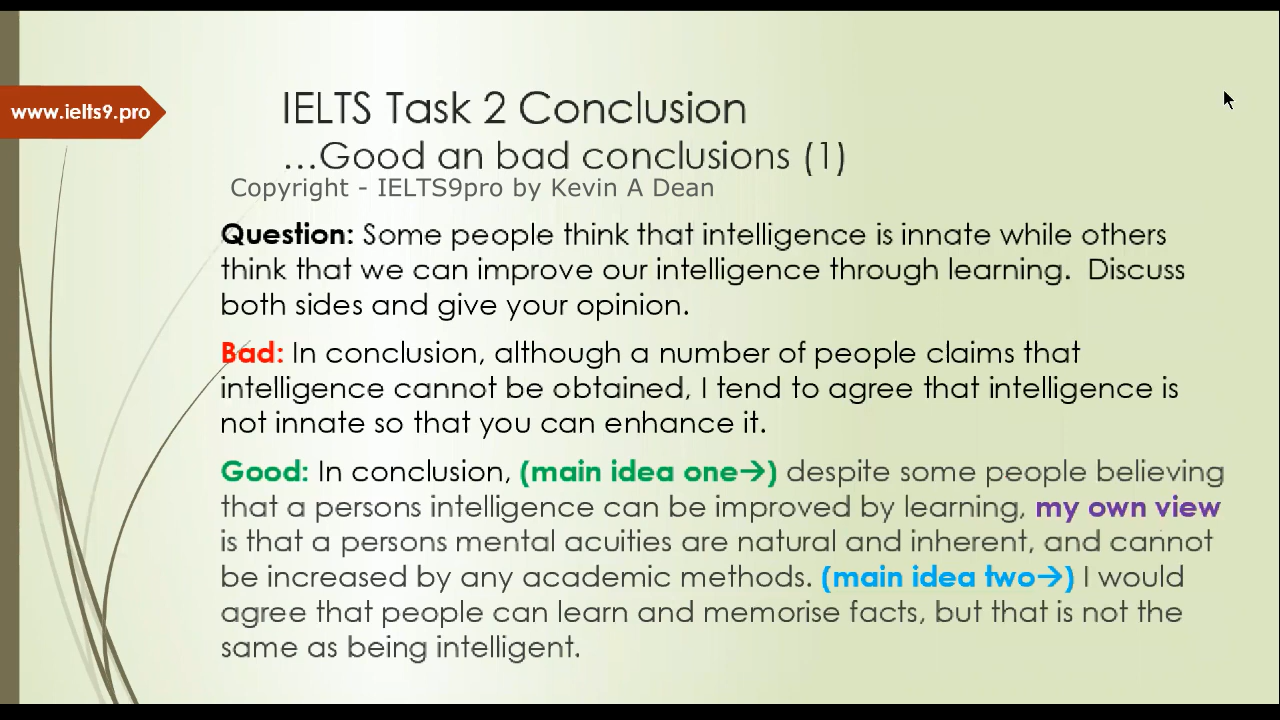 www.ielts9.pro
IELTS Task 2 Conclusion
…Good an bad conclusions (1)
Copyright - IELTS9pro by Kevin A Dean
Question: Some people think that intelligence is innate while others
think that we can improve our intelligence through learning.  Discuss
both sides and give your opinion.
Bad: In conclusion, although a number of people claims that
intelligence cannot be obtained, I tend to agree that intelligence is
not innate so that you can enhance it.
Good: In conclusion, (main idea one→) despite some people believing
that a persons intelligence can be improved by learning, my own view
is that a persons mental acuities are natural and inherent, and cannot
be increased by any academic methods. (main idea two→) I would
agree that people can learn and memorise facts, but that is not the
same as being intelligent.